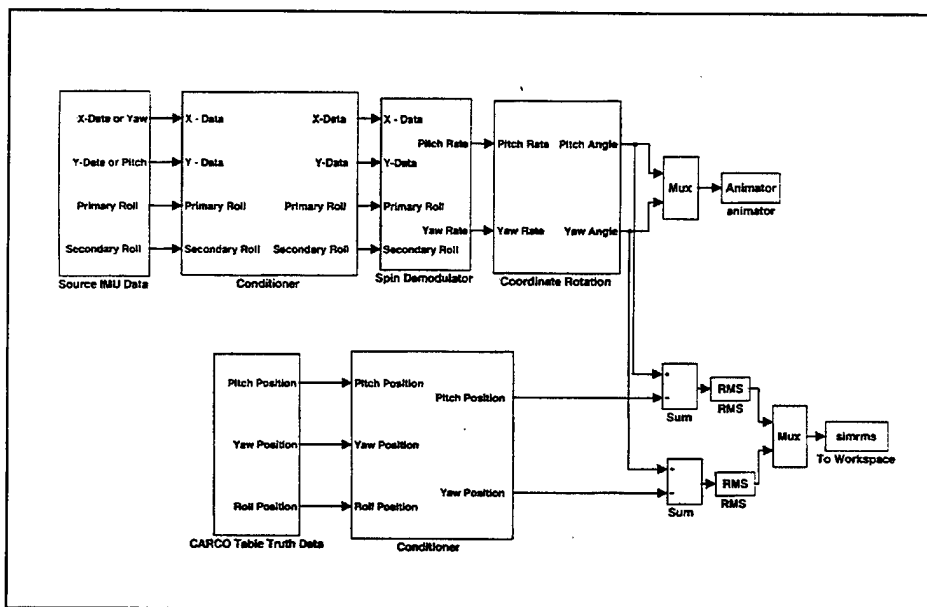 X-Data or Yaw
Y-Data or Pitch
Primary Roll
Secondary Roll
Source IMU Data
X - Data
Y - Data
Primary Roll
Secondary Roll
X-Data
Y-Data
Primary Roll
Secondary Roll
Conditioner
X - Data
Y-Data
Primary Roll
Secondary Roll
Pitch Rate
Yaw Rate
Spin Demodulator
Pitch Rate
Yaw Rate
Pitch Angle
Yaw Angle
Coordinate Rotation
Mux
Animator
animator
Pitch Position
Yaw Position
Roll Position
CARCO Table Truth Data
Pitch Position
Yaw Position
Roll Position
Pitch Position
Yaw Position
Conditioner
+
-
Sum
RMS
RMS
+
-
Sum
RMS
RMS
Mux
simrms
To Workspace